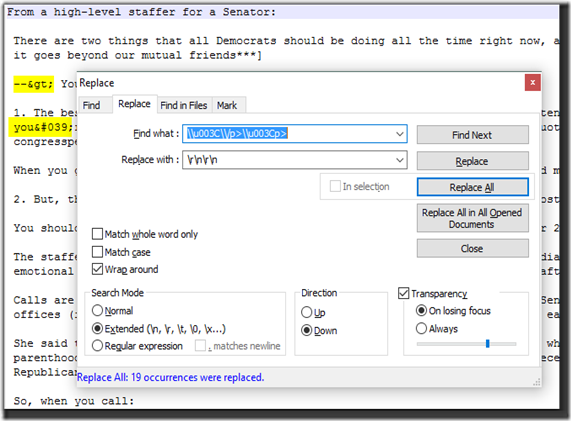 From a high-level staffer for a Senator:
There are two things that all Democrats should be doing all the time right now, a
it goes beyond our mutual friends***]
--&gt; You
Replace
x
Find
Replace
Find in Files
Mark
1. The bes
you&#039;r
congresspe
Find what :
\\u003C\\/p>\\u003Cp>
Find Next
Replace with :
\r\n\r\n
Replace
When you g
In selection
Replace All
2. But, th
Replace All in All Opened
Documents
You should
Close
Match whole word only
Match case
Wrap around
The staffe
emotional
Search Mode
Normal
Extended (\n, \r, \t, \0, \x...)
Regular expression
. matches newline
Direction
Up
Down
Transparency
On losing focus
Always
Calls are
offices (
She said t
parenthood
Republican
Replace All: 19 occurrences were replaced.
So, when you call: